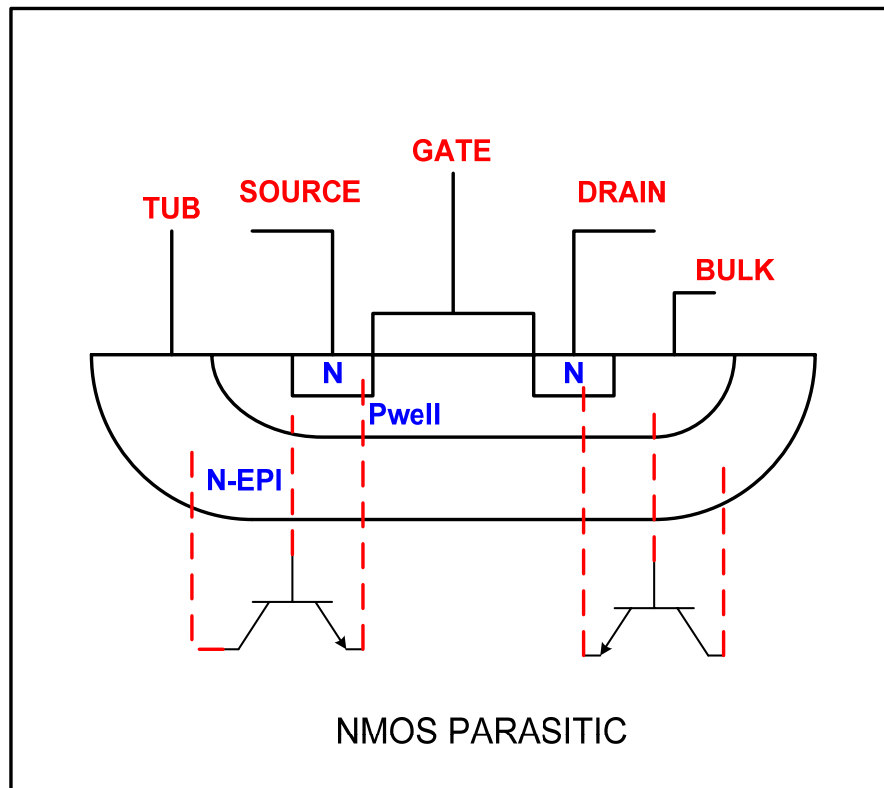 GATE
SOURCE
DRAIN
TUB
BULK
N
N
Pwell
N-EPI
NMOS PARASITIC